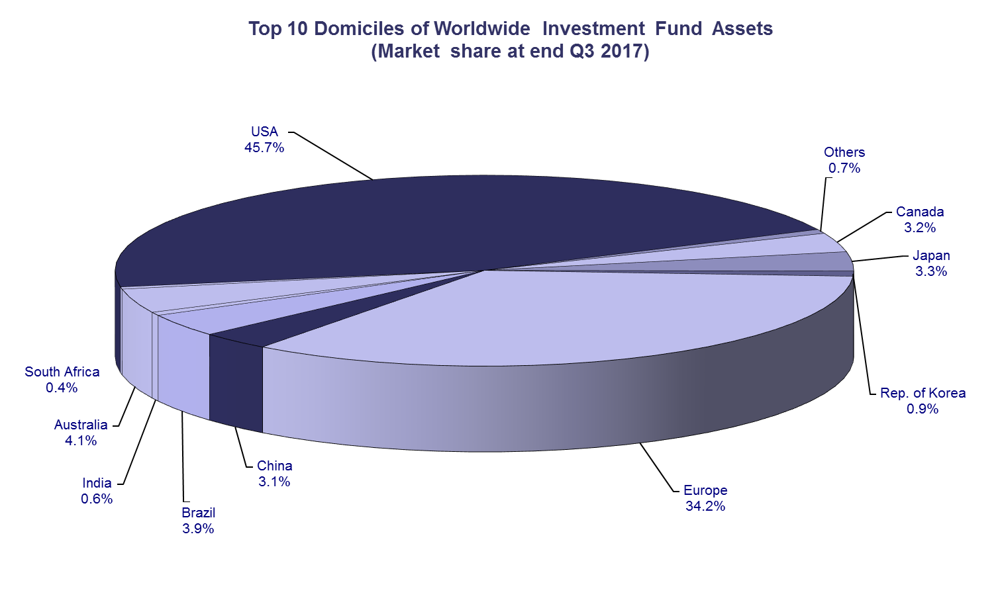 Top 10 Domiciles of Worldwide Investment Fund Assets
(Market share at end Q3 2017)
USA
45.7%
Others
0.7%
Canada
3.2%
Japan
3.3%
South Africa
0.4%
Rep. of Korea
0.9%
Australia
4.1%
China
3.1%
India
0.6%
Europe
34.2%
Brazil
3.9%